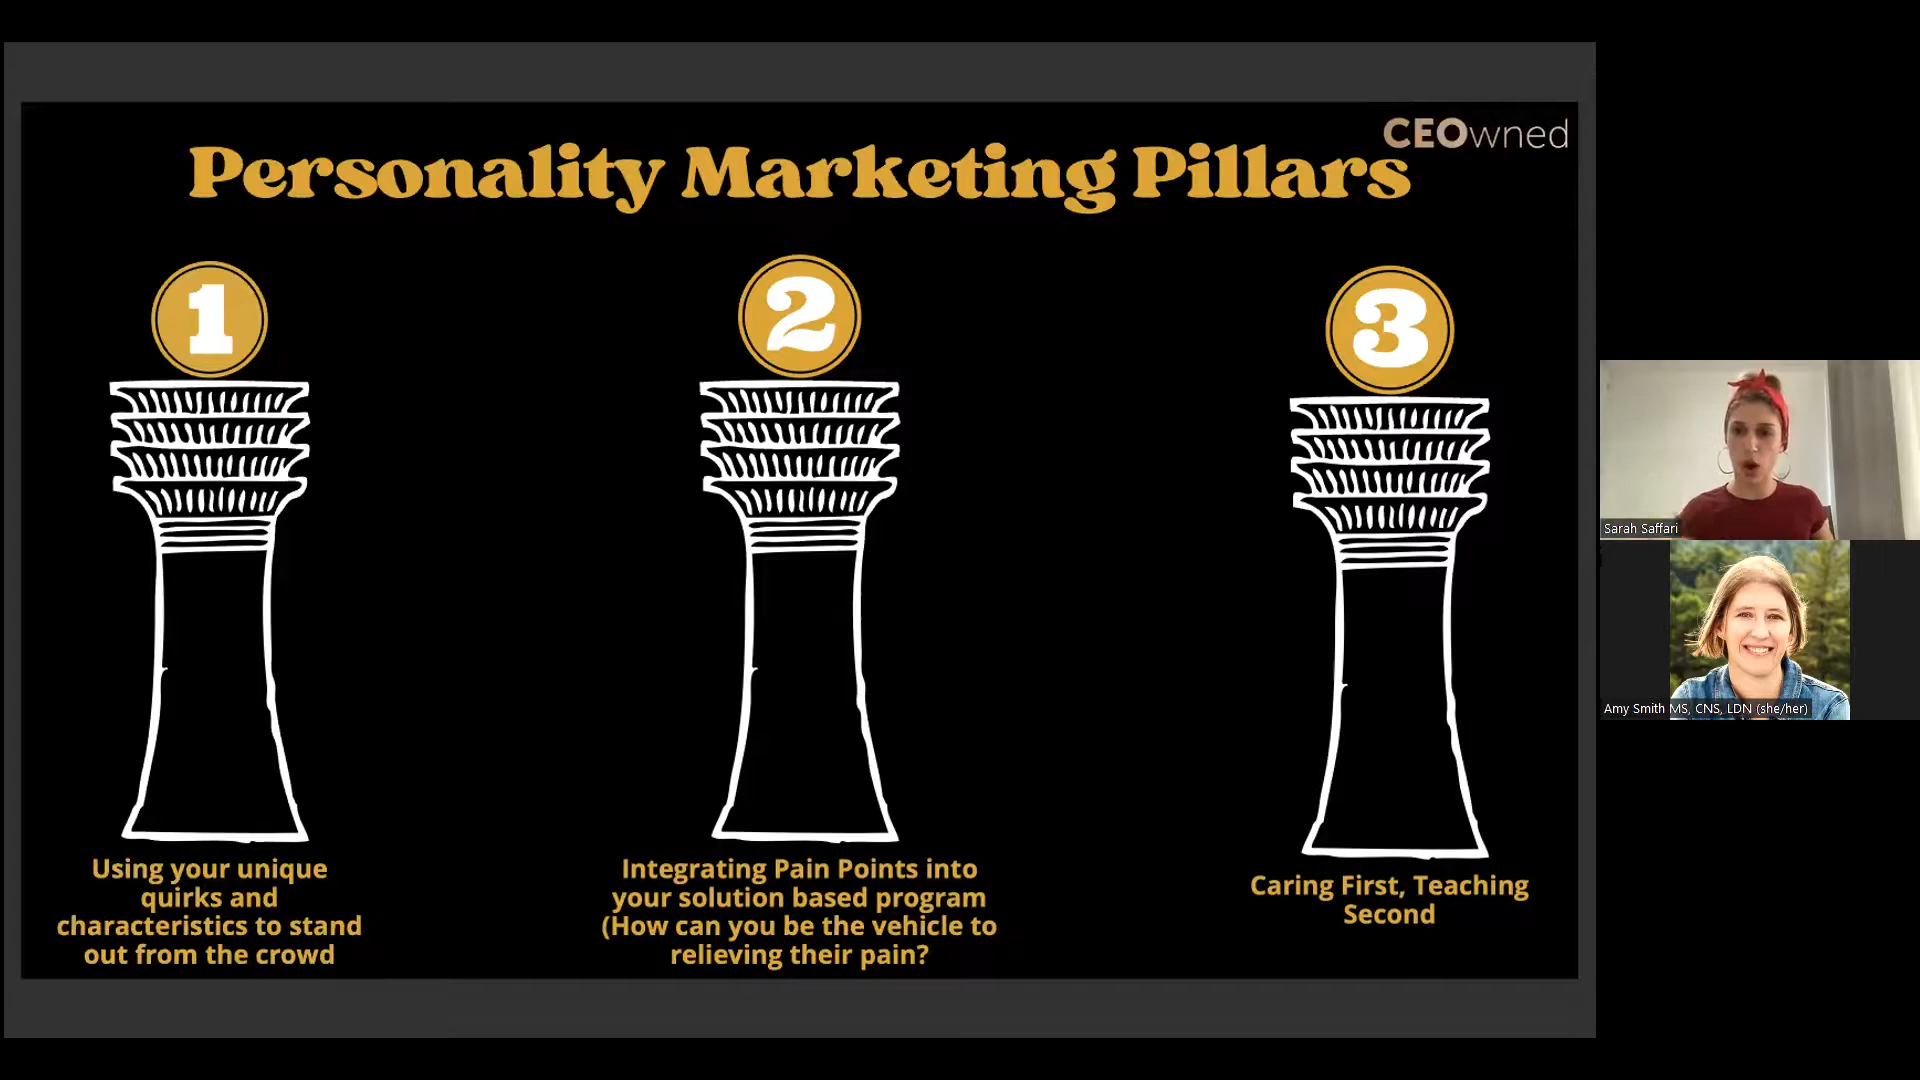 CEOwned
Personality Marketing Pillars
1
2
3
Using your unique
quirks and
characteristics to stand
out from the crowd
Integrating Pain Points into
your solution based program
(How can you be the vehicle to
relieving their pain?
Caring First, Teaching
Second
Sarah Saffari
Amy Smith MS, CNS, LDN (she/her)